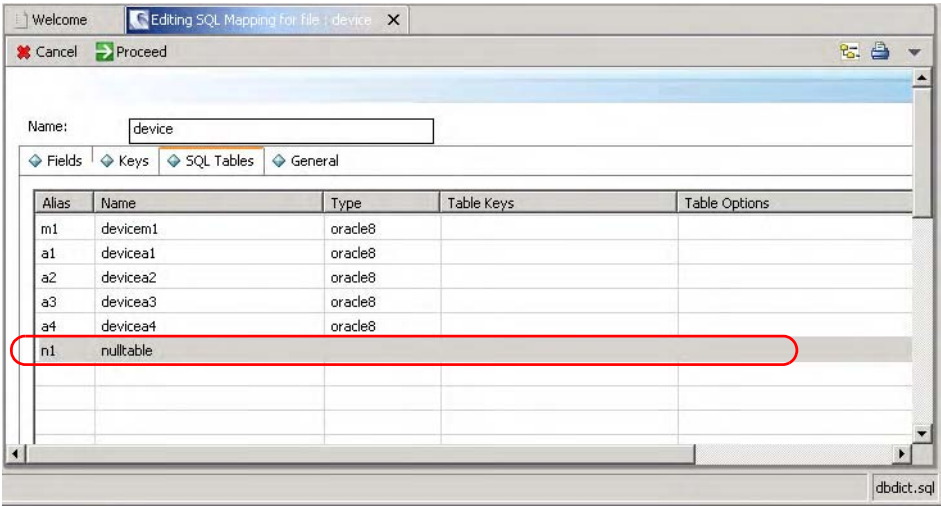 Welcome Editing SQL Mapping for file : device
Cancel Proceed
Name: device
Fields Keys SQL Tables General
Alias Name Type Table Keys Table Options
m1 devicem1 oracle8
a1 devicea1 oracle8
a2 devicea2 oracle8
a3 devicea3 oracle8
a4 devicea4 oracle8
n1 nulltable
dbdict.sql